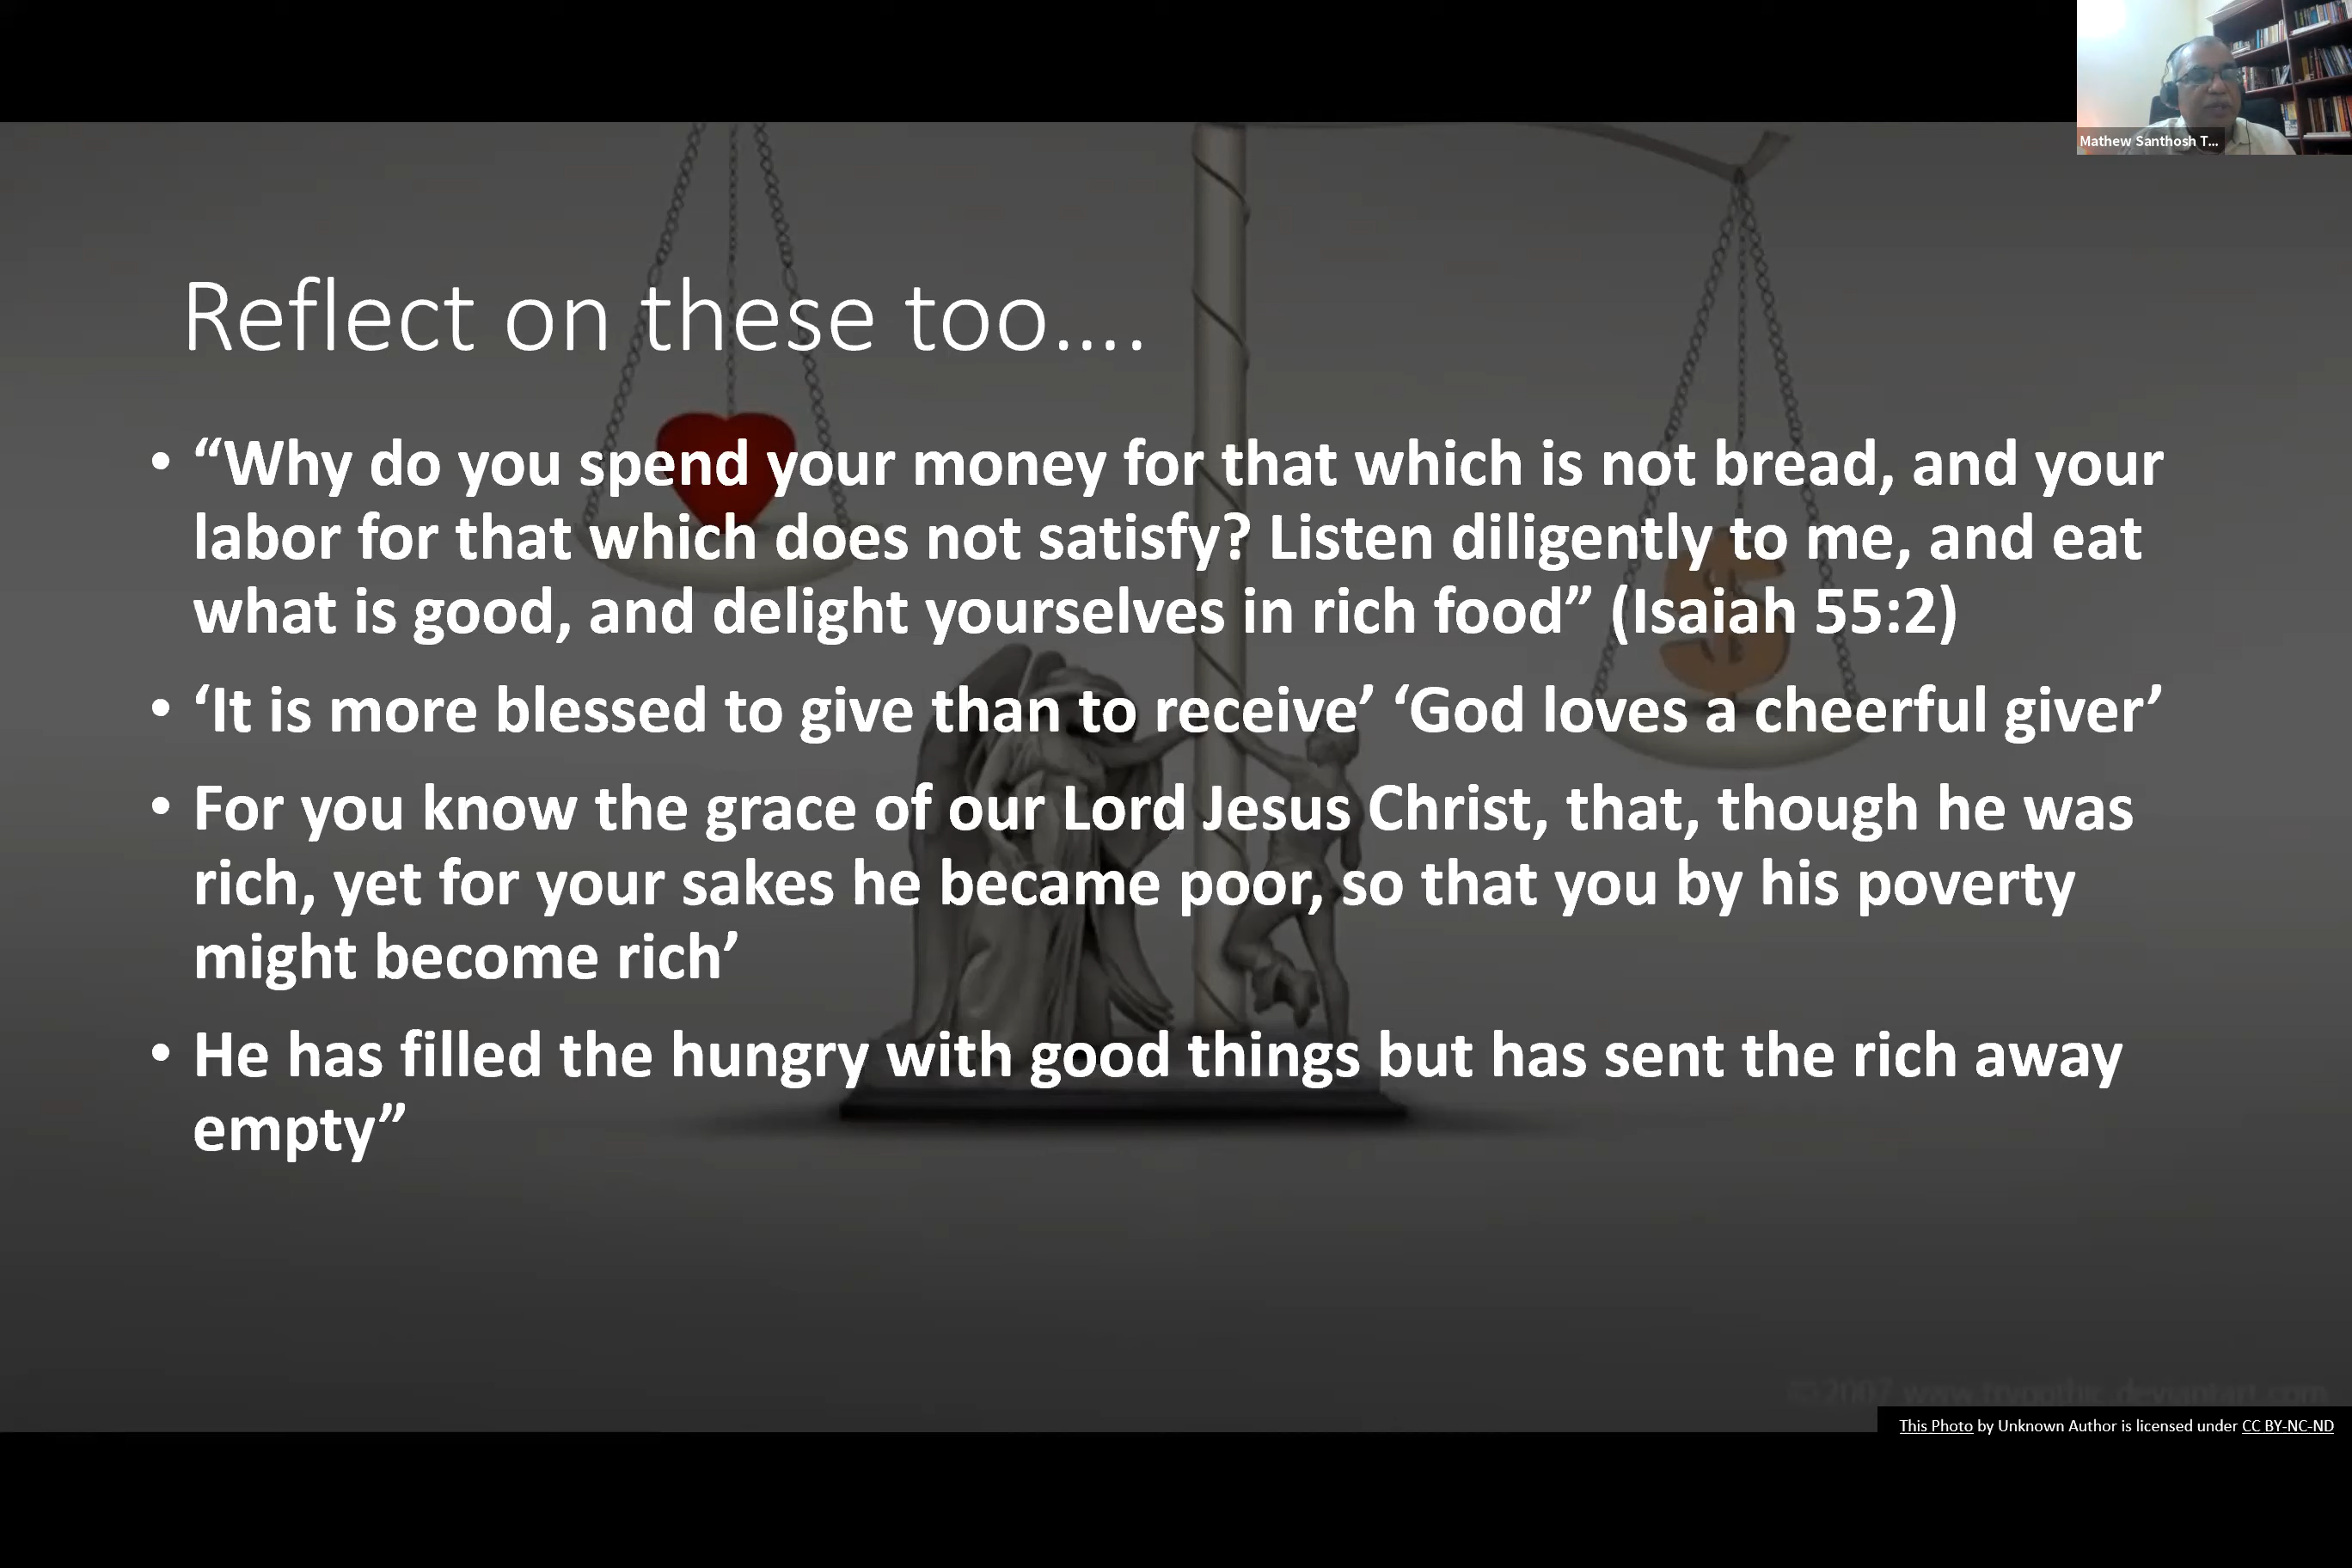 Mathew Santhosh T...
Reflect on these too....
• “Why do you spend your money for that which is not bread, and your
labor for that which does not satisfy? Listen diligently to me, and eat
what is good, and delight yourselves in rich food” (Isaiah 55:2)
• ‘It is more blessed to give than to receive’ ‘God loves a cheerful giver’
• For you know the grace of our Lord Jesus Christ, that, though he was
rich, yet for your sakes he became poor, so that you by his poverty
might become rich’
• He has filled the hungry with good things but has sent the rich away
empty”
$
©2007 www. .deviantart.com
This Photo by Unknown Author is licensed under CC BY-NC-ND